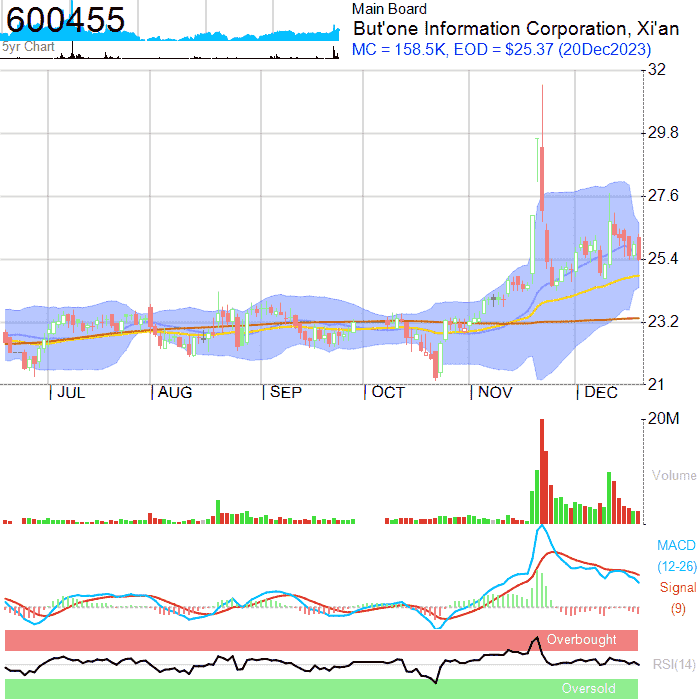 600455
5yr Chart
Main Board
But'one Information Corporation, Xi'an
MC = 158.5K, EOD = $25.37 (20Dec2023)
32
29.8
27.6
25.4
23.2
21
JUL
AUG
SEP
OCT
NOV
DEC
20M
Volume
MACD
(12-26)
Signal
(9)
Overbought
RSI(14)
Oversold